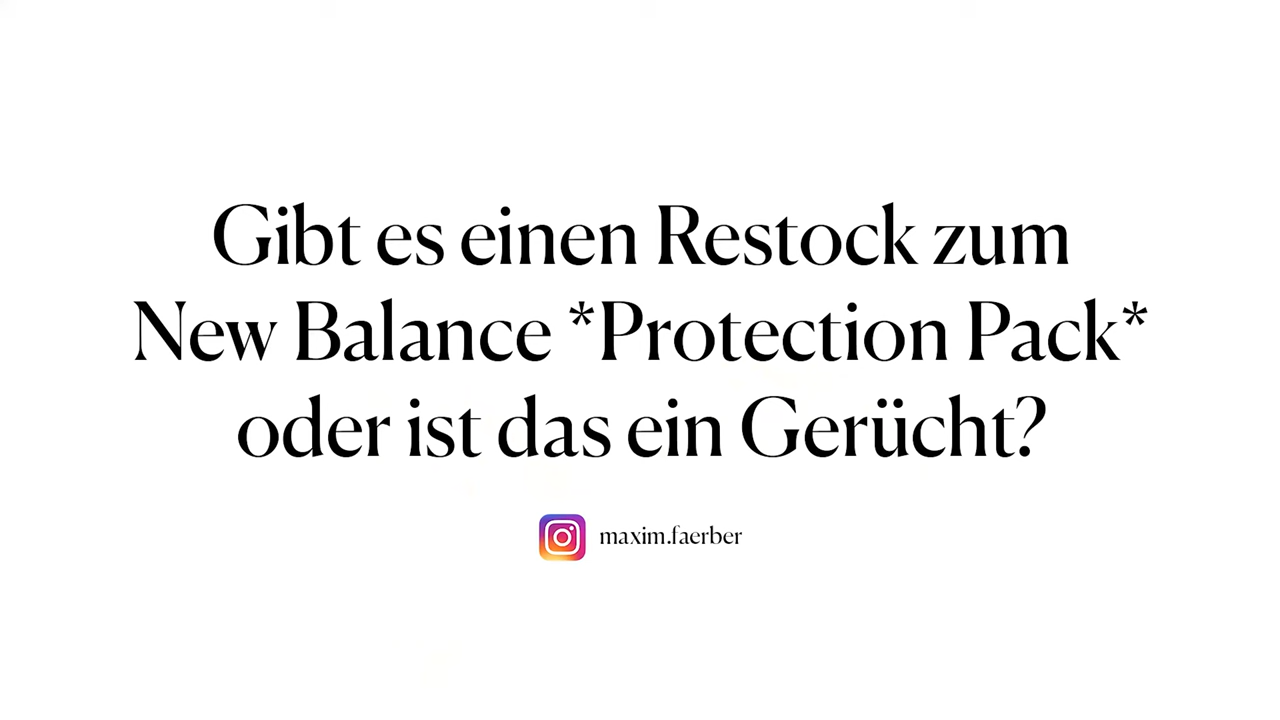 Gibt es einen Restock zum
New Balance *Protection Pack*
oder ist das ein Gerücht?
maxim.faerber